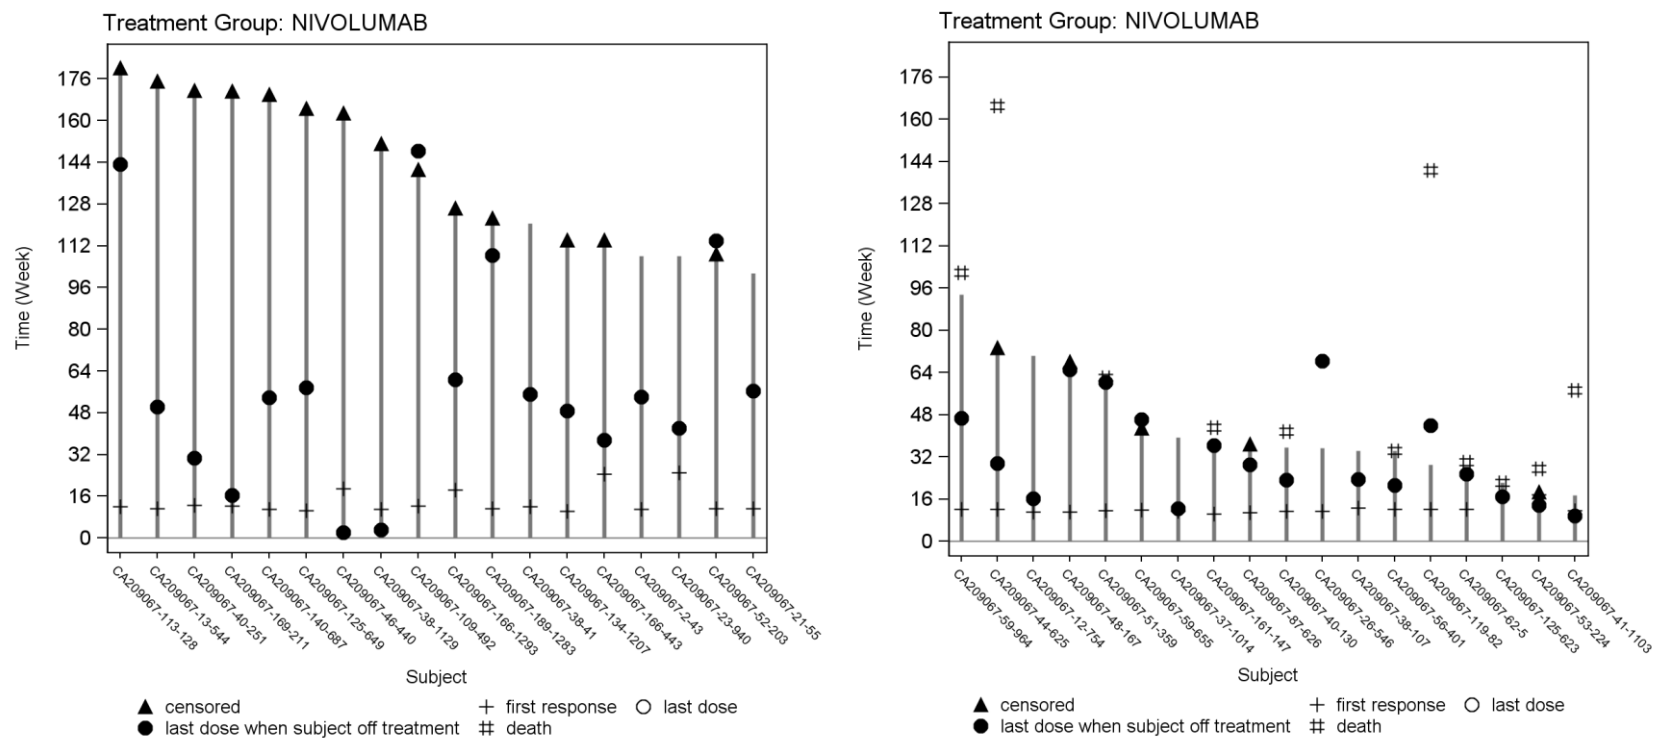 Treatment Group: NIVOLUMAB
Time (Week)
176
160
144
128
112
96
80
64
48
32
16
0
CA209067-113-128
CA209067-13-544
CA209067-40-251
CA209067-169-211
CA209067-140-687
CA209067-125-649
CA209067-46-440
CA209067-38-1129
CA209067-109-492
CA209067-166-1293
CA209067-189-1283
CA209067-38-41
CA209067-134-1207
CA209067-166-443
CA209067-2-43
CA209067-23-940
CA209067-52-203
CA209067-21-55
Subject
censored
first response
last dose
last dose when subject off treatment
death
Treatment Group: NIVOLUMAB
Time (Week)
176
160
144
128
112
96
80
64
48
32
16
0
CA209067-59-964
CA209067-44-625
CA209067-12-754
CA209067-48-167
CA209067-51-359
CA209067-59-655
CA209067-37-1014
CA209067-161-147
CA209067-87-626
CA209067-40-130
CA209067-26-546
CA209067-38-107
CA209067-56-401
CA209067-119-82
CA209067-62-5
CA209067-125-623
CA209067-53-224
CA209067-41-1103
Subject
censored
first response
last dose
last dose when subject off treatment
death